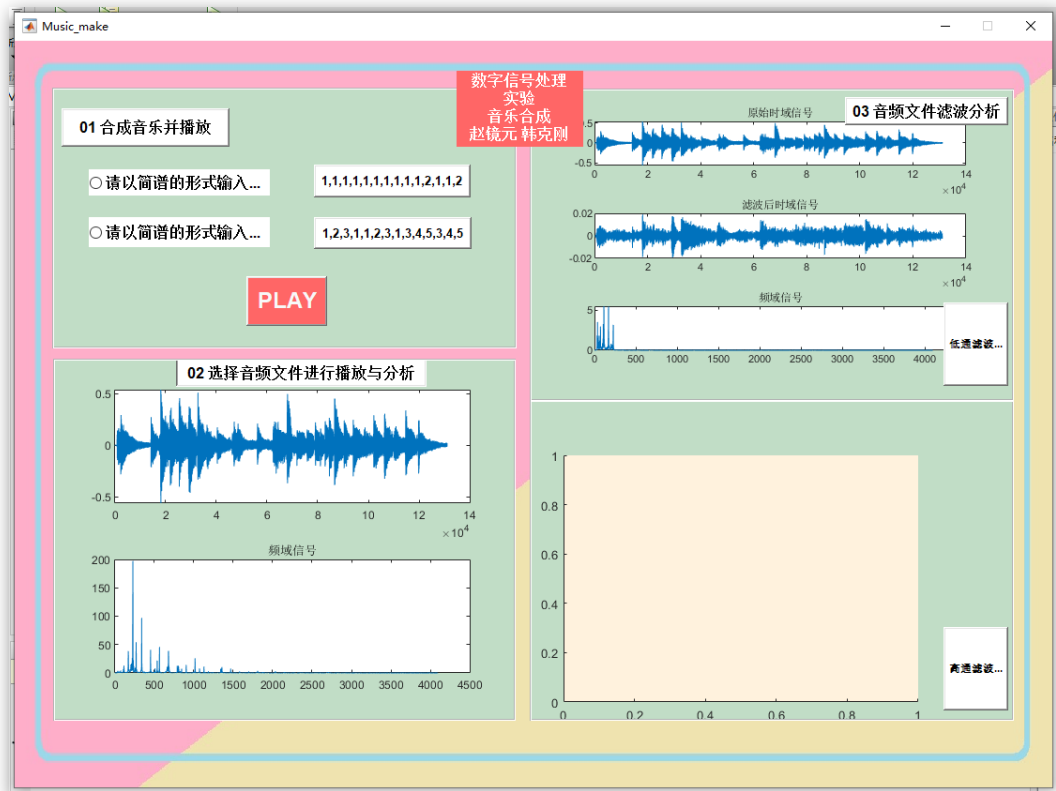 Music_make
数字信号处理
实验
音乐合成
赵镜元 韩克刚
01 合成音乐并播放
请以简谱的形式输入...
1,1,1,1,1,1,1,1,1,1,2,1,1,2
请以简谱的形式输入...
1,2,3,1,1,2,3,1,3,4,5,3,4,5
PLAY
02 选择音频文件进行播放与分析
0.5
0
-0.5
0 2 4 6 8 10 12 14
×10^4
频域信号
200
150
100
50
0
0 500 1000 1500 2000 2500 3000 3500 4000 4500
03 音频文件滤波分析
原始时域信号
0.5
0
-0.5
0 2 4 6 8 10 12 14
×10^4
滤波后时域信号
0.02
0
-0.02
0 2 4 6 8 10 12 14
×10^4
频域信号
5
0
0 500 1000 1500 2000 2500 3000 3500 4000
低通滤波...
1
0.8
0.6
0.4
0.2
0
0 0.2 0.4 0.6 0.8 1
高通滤波...